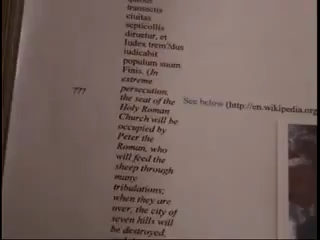 transactis
ciuitas
septicollis
diruetur, et
Iudex trem?dus
iudicabit
populum suum.
Finis. (In
extreme
??? persecution, See below (http://en.wikipedia.org
the seat of the
Holy Roman
Church will be
occupied by
Peter the
Roman, who
will feed the
sheep through
many
tribulations;
when they are
over, the city of
seven hills will
be destroyed,